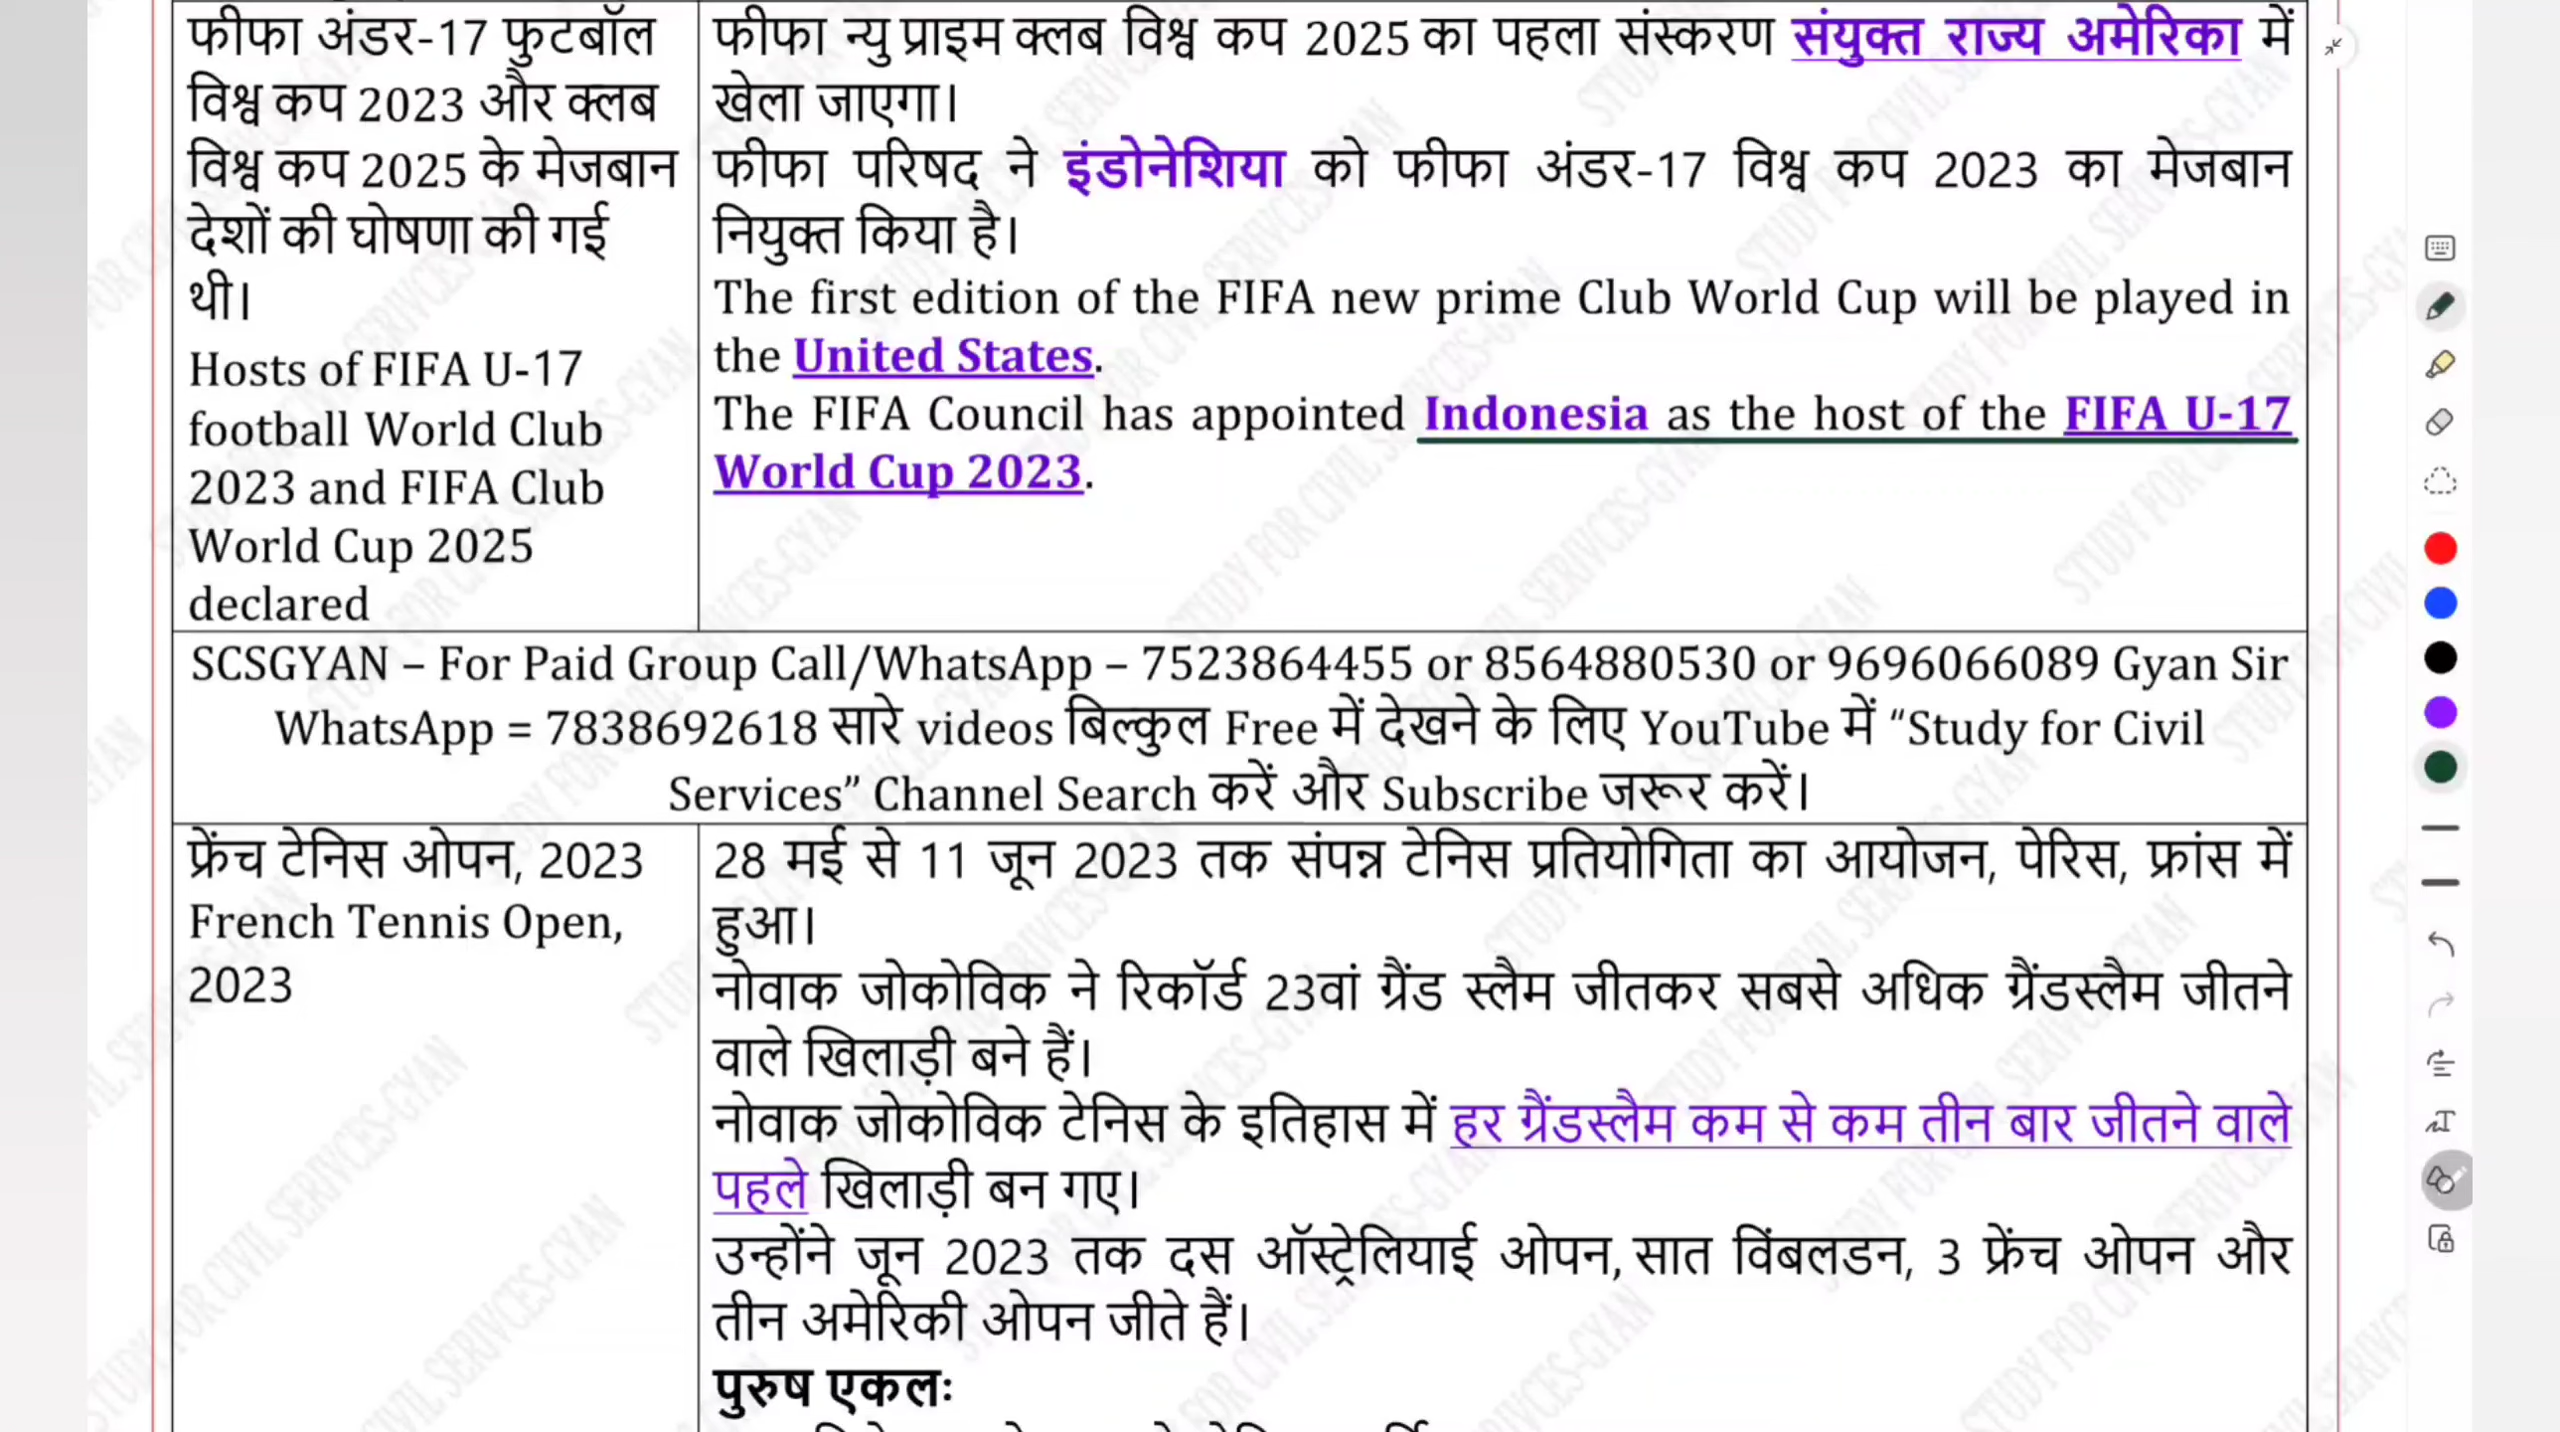 फीफा अंडर-17 फुटबॉल
विश्व कप 2023 और क्लब
विश्व कप 2025 के मेजबान
देशों की घोषणा की गई
थी।
Hosts of FIFA U-17
football World Club
2023 and FIFA Club
World Cup 2025
declared
फीफा न्यु प्राइम क्लब विश्व कप 2025 का पहला संस्करण संयुक्त राज्य अमेरिका में
खेला जाएगा।
फीफा परिषद ने इंडोनेशिया को फीफा अंडर-17 विश्व कप 2023 का मेजबान
नियुक्त किया है।
The first edition of the FIFA new prime Club World Cup will be played in
the United States.
The FIFA Council has appointed Indonesia as the host of the FIFA U-17
World Cup 2023.
SCSGYAN – For Paid Group Call/WhatsApp – 7523864455 or 8564880530 or 9696066089 Gyan Sir
WhatsApp = 7838692618 सारे videos बिल्कुल Free में देखने के लिए YouTube में “Study for Civil
Services” Channel Search करें और Subscribe जरूर करें।
फ्रेंच टेनिस ओपन, 2023
French Tennis Open,
2023
28 मई से 11 जून 2023 तक संपन्न टेनिस प्रतियोगिता का आयोजन, पेरिस, फ्रांस में
हुआ।
नोवाक जोकोविक ने रिकॉर्ड 23वां ग्रैंड स्लैम जीतकर सबसे अधिक ग्रैंडस्लैम जीतने
वाले खिलाड़ी बने हैं।
नोवाक जोकोविक टेनिस के इतिहास में हर ग्रैंडस्लैम कम से कम तीन बार जीतने वाले
पहले खिलाड़ी बन गए।
उन्होंने जून 2023 तक दस ऑस्ट्रेलियाई ओपन, सात विंबलडन, 3 फ्रेंच ओपन और
तीन अमेरिकी ओपन जीते हैं।
पुरुष एकलः
STUDY FOR CIVIL SERIVCES-GYAN